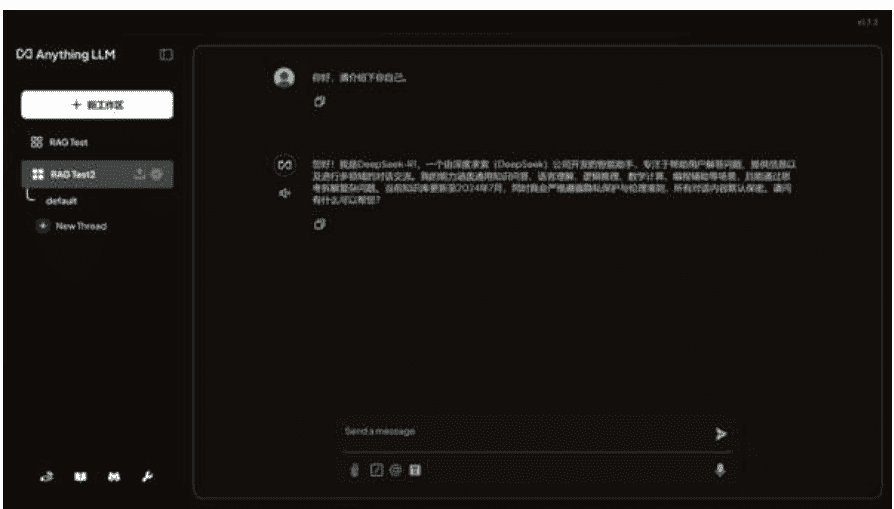 v1.7.3
Anything LLM
+ 新工作区
RAG Test
RAG Test2
default
New Thread
你好，请介绍下你自己。
您好！我是DeepSeek-R1，一个由深度求索（DeepSeek）公司开发的智能助手，专注于帮助用户解答问题、提供信息以
及进行多领域的对话交流。我的能力涵盖通用知识问答、语言理解、逻辑推理、数学计算、编程辅助等场景，且能通过思
考拆解复杂问题。当前知识库更新至2024年7月，同时我会严格遵循隐私保护与伦理准则，所有对话内容默认保密。请问
有什么可以帮您？
Send a message